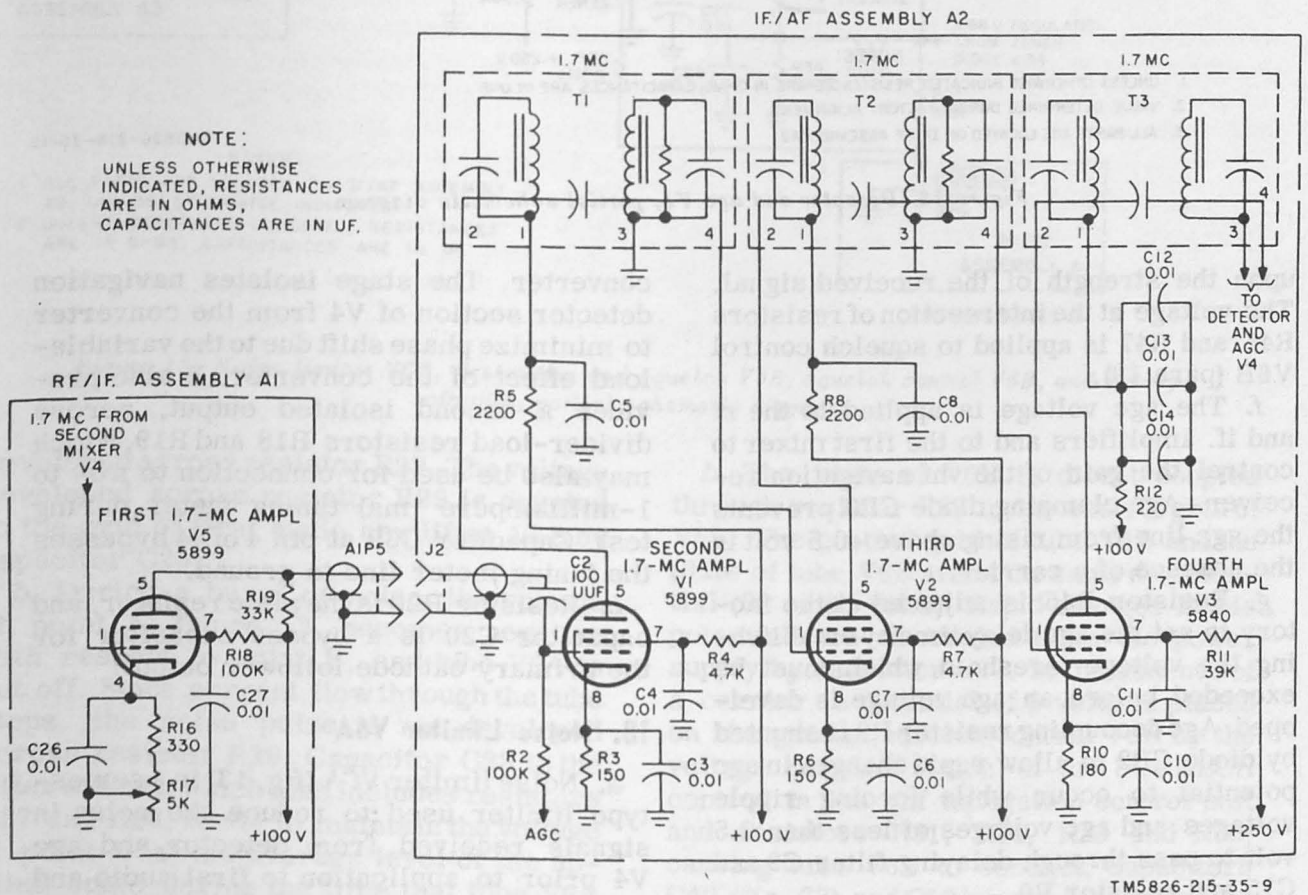 IF./AF ASSEMBLY A2
1.7 MC
T1
1.7 MC
T2
1.7 MC
T3
NOTE:
UNLESS OTHERWISE
INDICATED, RESISTANCES
ARE IN OHMS,
CAPACITANCES ARE IN UF.
2 1 3 4 2 1 3 4 2 1 3 4
C12
0.01
C13
0.01
C14
0.01
TO
DETECTOR
AND
AGC
V4
R5
2200
C5
0.01
R8
2200
C8
0.01
R12
220
+100V
RF/IF. ASSEMBLY A1
1.7 MC FROM
SECOND
MIXER
V4
FIRST 1.7-MC AMPL
V5
5899
5
7
4
R19
33K
R18
100K
C27
0.01
C26
0.01
R16
330
R17
5K
+100V
A1P5
J2
C2
100
UUF
SECOND
1.7-MC AMPL
V1
5899
5
1
7
8
4.7K
C4
0.01
R2
100K
R3
150
C3
0.01
AGC
+100V
THIRD
1.7-MC AMPL
V2
5899
5
1
7
8
R7
4.7K
C7
0.01
R6
150
C6
0.01
+100V
FOURTH
1.7-MC AMPL
V3
5840
5
1
7
8
R11
39K
C11
0.01
R10
180
C10
0.01
+250V
TM5826-215-35-9